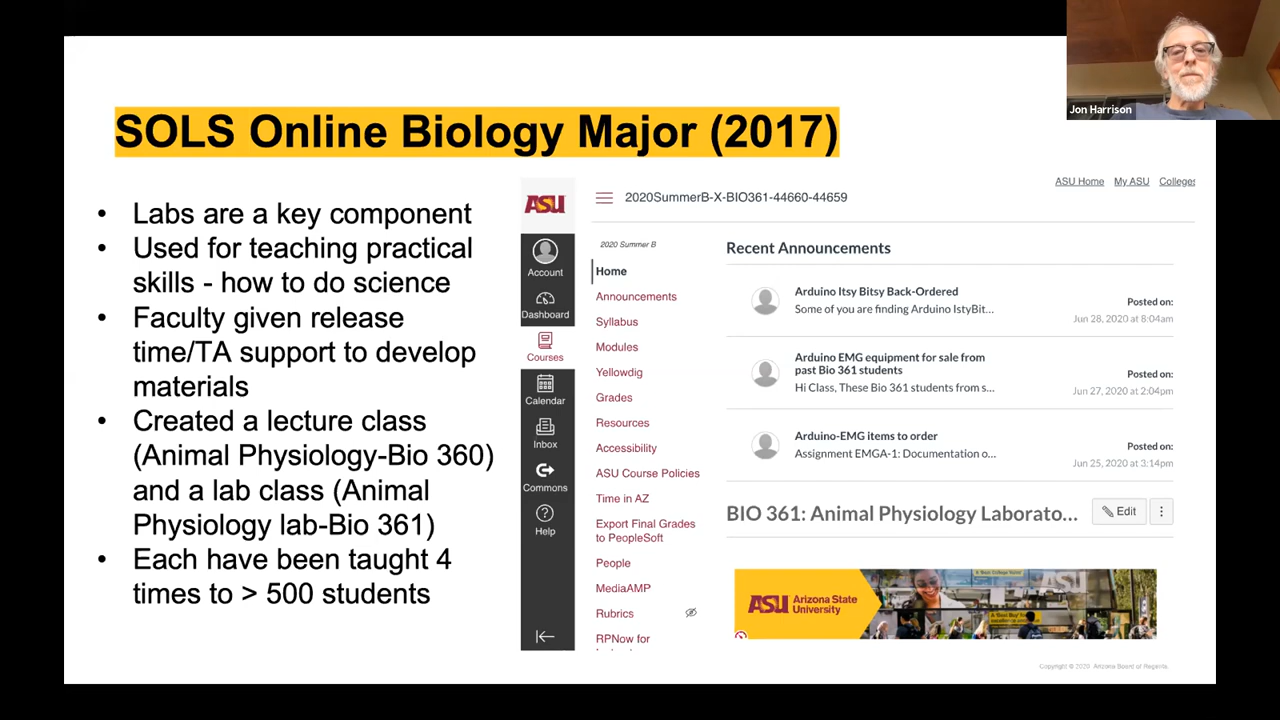 Jon Harrison
SOLS Online Biology Major (2017)
• Labs are a key component
• Used for teaching practical
skills - how to do science
• Faculty given release
time/TA support to develop
materials
• Created a lecture class
(Animal Physiology-Bio 360)
and a lab class (Animal
Physiology lab-Bio 361)
• Each have been taught 4
times to > 500 students
ASU
Account
Dashboard
Courses
Calendar
Inbox
Commons
Help
2020SummerB-X-BIO361-44660-44659
ASU Home My ASU Colleges
2020 Summer B
Home
Announcements
Syllabus
Modules
Yellowdig
Grades
Resources
Accessibility
ASU Course Policies
Time in AZ
Export Final Grades
to PeopleSoft
People
MediaAMP
Rubrics
RPNow for
Recent Announcements
Arduino Itsy Bitsy Back-Ordered
Some of you are finding Arduino IstyBit...
Posted on:
Jun 28, 2020 at 8:04am
Arduino EMG equipment for sale from
past Bio 361 students
Hi Class, These Bio 361 students from s...
Posted on:
Jun 27, 2020 at 2:04pm
Arduino-EMG items to order
Assignment EMGA-1: Documentation o...
Posted on:
Jun 25, 2020 at 3:14pm
BIO 361: Animal Physiology Laborato...
Edit
ASU Arizona State
University
Copyright © 2020 Arizona Board of Regents.